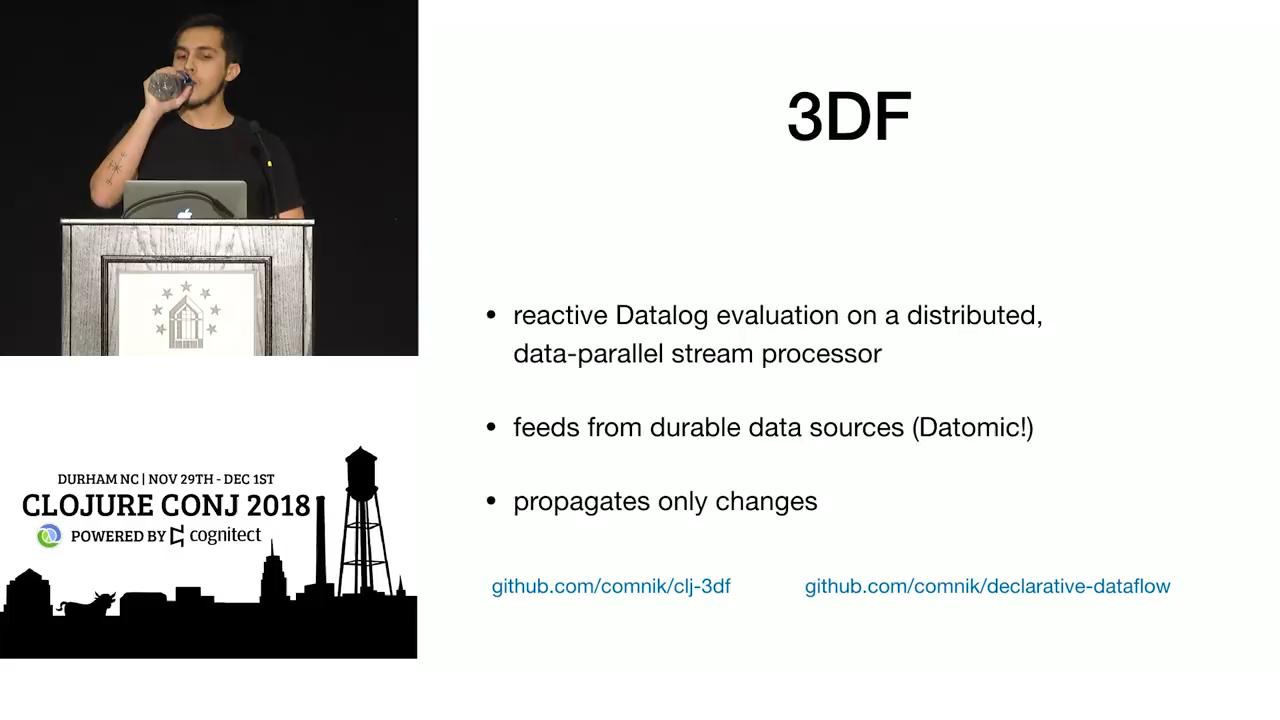 3DF
• reactive Datalog evaluation on a distributed,
data-parallel stream processor
• feeds from durable data sources (Datomic!)
• propagates only changes
github.com/comnik/clj-3df
github.com/comnik/declarative-dataflow
DURHAM NC | NOV 29TH - DEC 1ST
CLOJURE CONJ 2018
POWERED BY cognitect